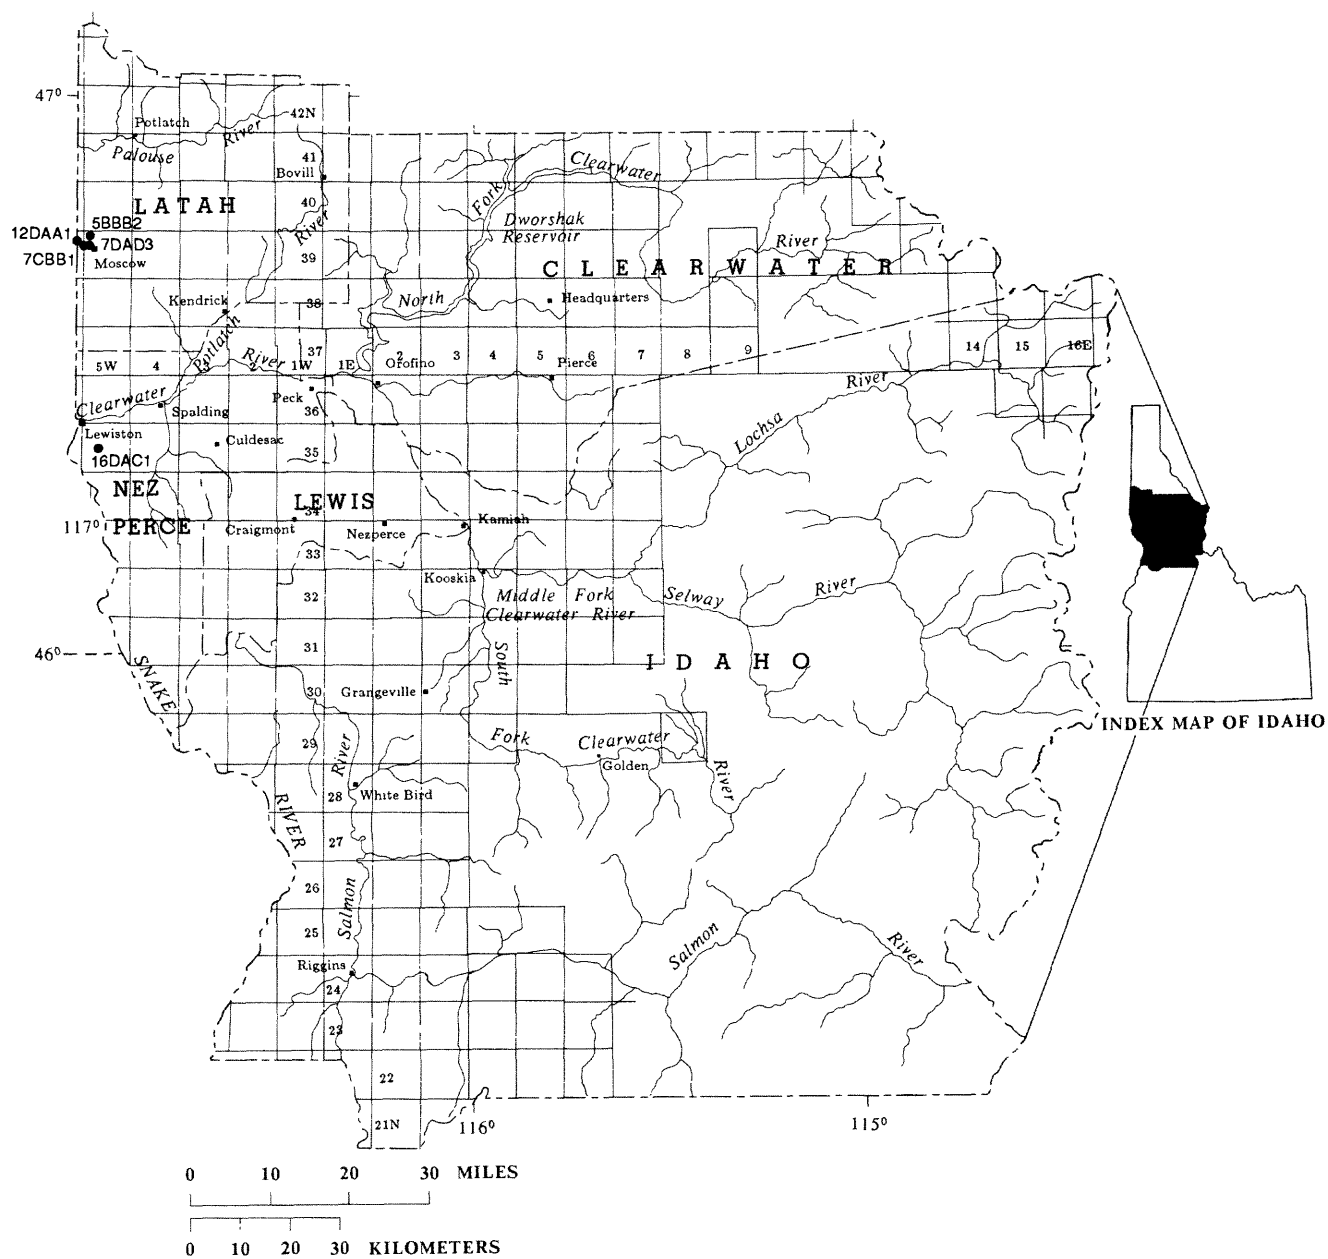 47°
42N
Potlatch
River
Palouse
41
Bovill
Clearwater
LATAH
40
Fork
5BBB2
12DAA1
7DAD3
7CBB1
Moscow
River
39
Dworshak
Reservoir
River
CLEARWATER
Kendrick
38
North
Headquarters
Potlatch
River
37
5W 4 3 2 1W 1E 2 3 4 5 6 7 8 9 14 15 16E
Orofino
Pierce
Clearwater
Spalding
Peck
36
River
Lochsa
Lewiston
Culdesac
35
16DAC1
NEZ
PERCE
LEWIS
34
117°
Craigmont
Nezperce
Kamiah
33
Kooskia
32
Middle Fork
Clearwater River
Selway
River
31
46°
SNAKE
South
IDAHO
30
Grangeville
INDEX MAP OF IDAHO
29
River
Fork
Clearwater
Golden
River
28
White Bird
RIVER
27
26
Salmon
25
Salmon
River
Riggins
24
23
22
21N
116°
115°
0 10 20 30 MILES
0 10 20 30 KILOMETERS